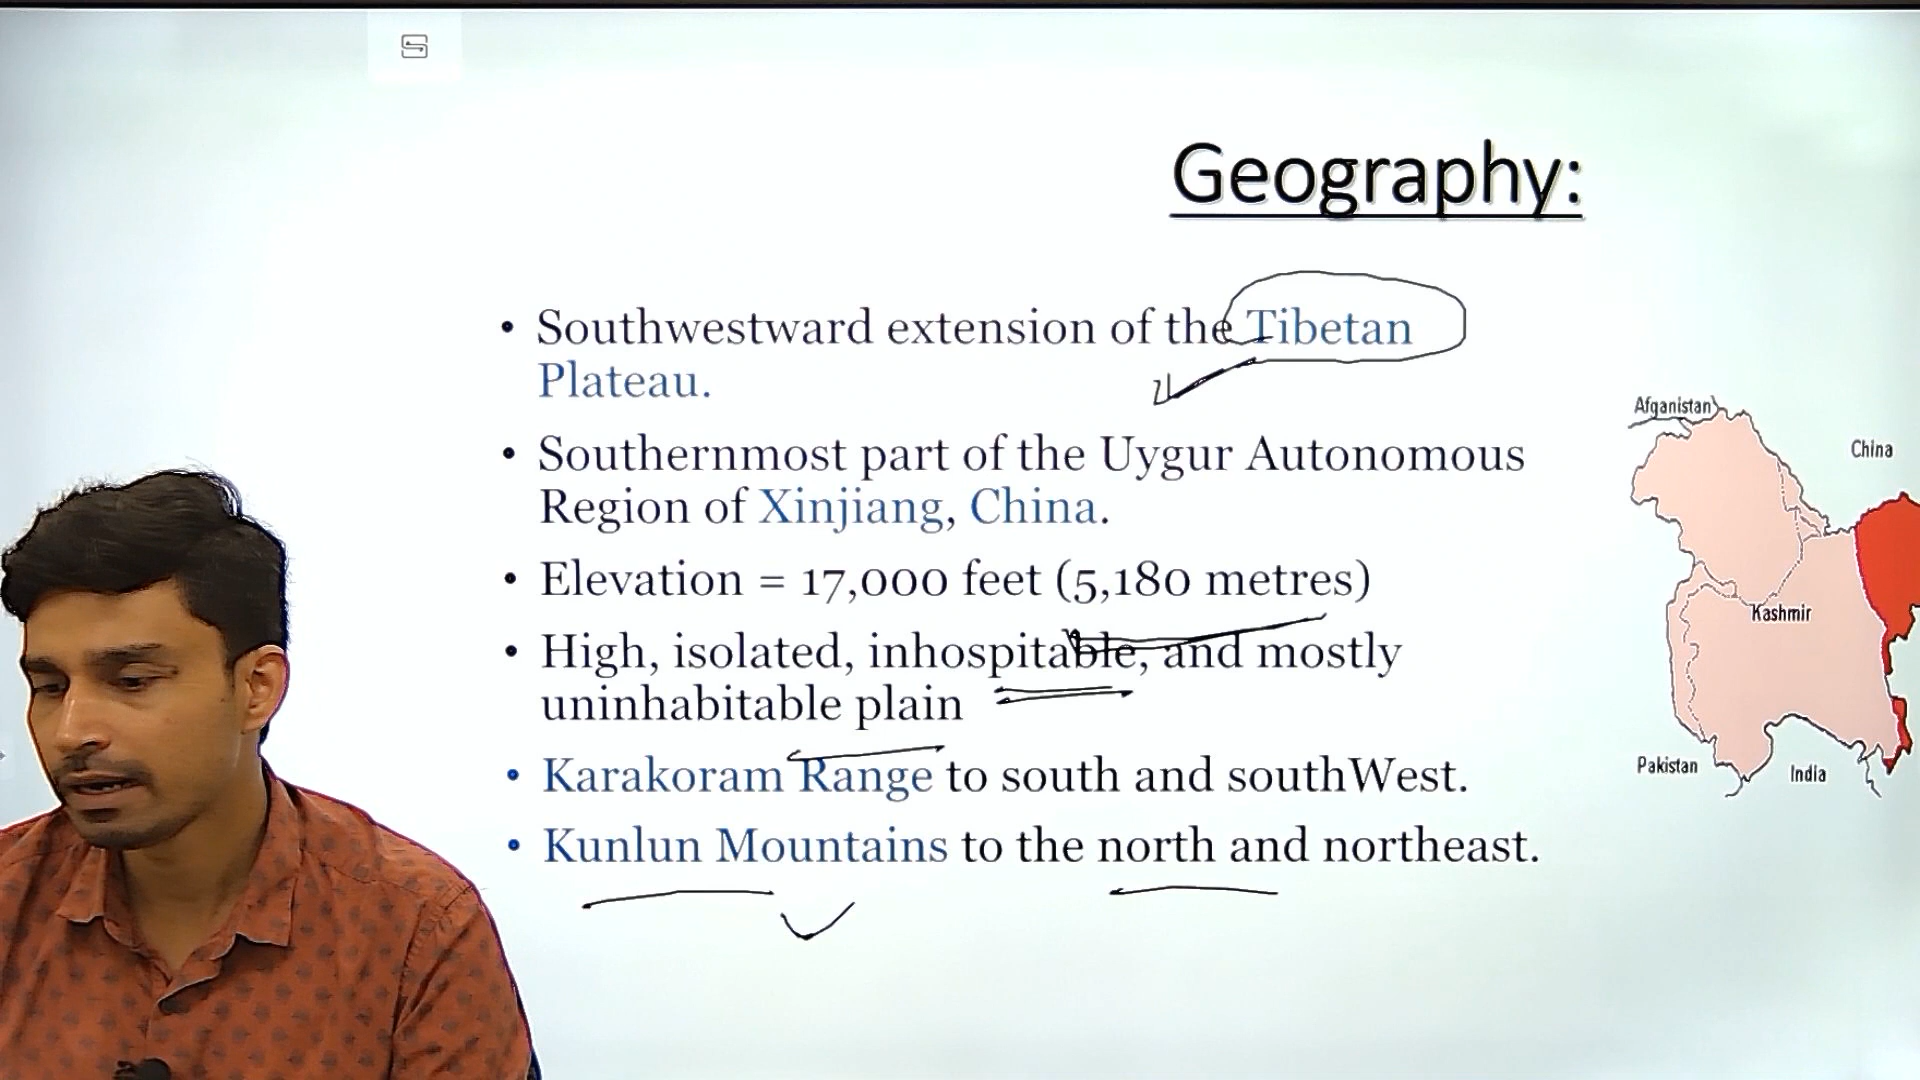 Geography:
• Southwestward extension of the Tibetan
Plateau.
• Southernmost part of the Uygur Autonomous
Region of Xinjiang, China.
• Elevation = 17,000 feet (5,180 metres)
• High, isolated, inhospitable, and mostly
uninhabitable plain
• Karakoram Range to south and southWest.
• Kunlun Mountains to the north and northeast.
Afganistan
China
Kashmir
Pakistan
India